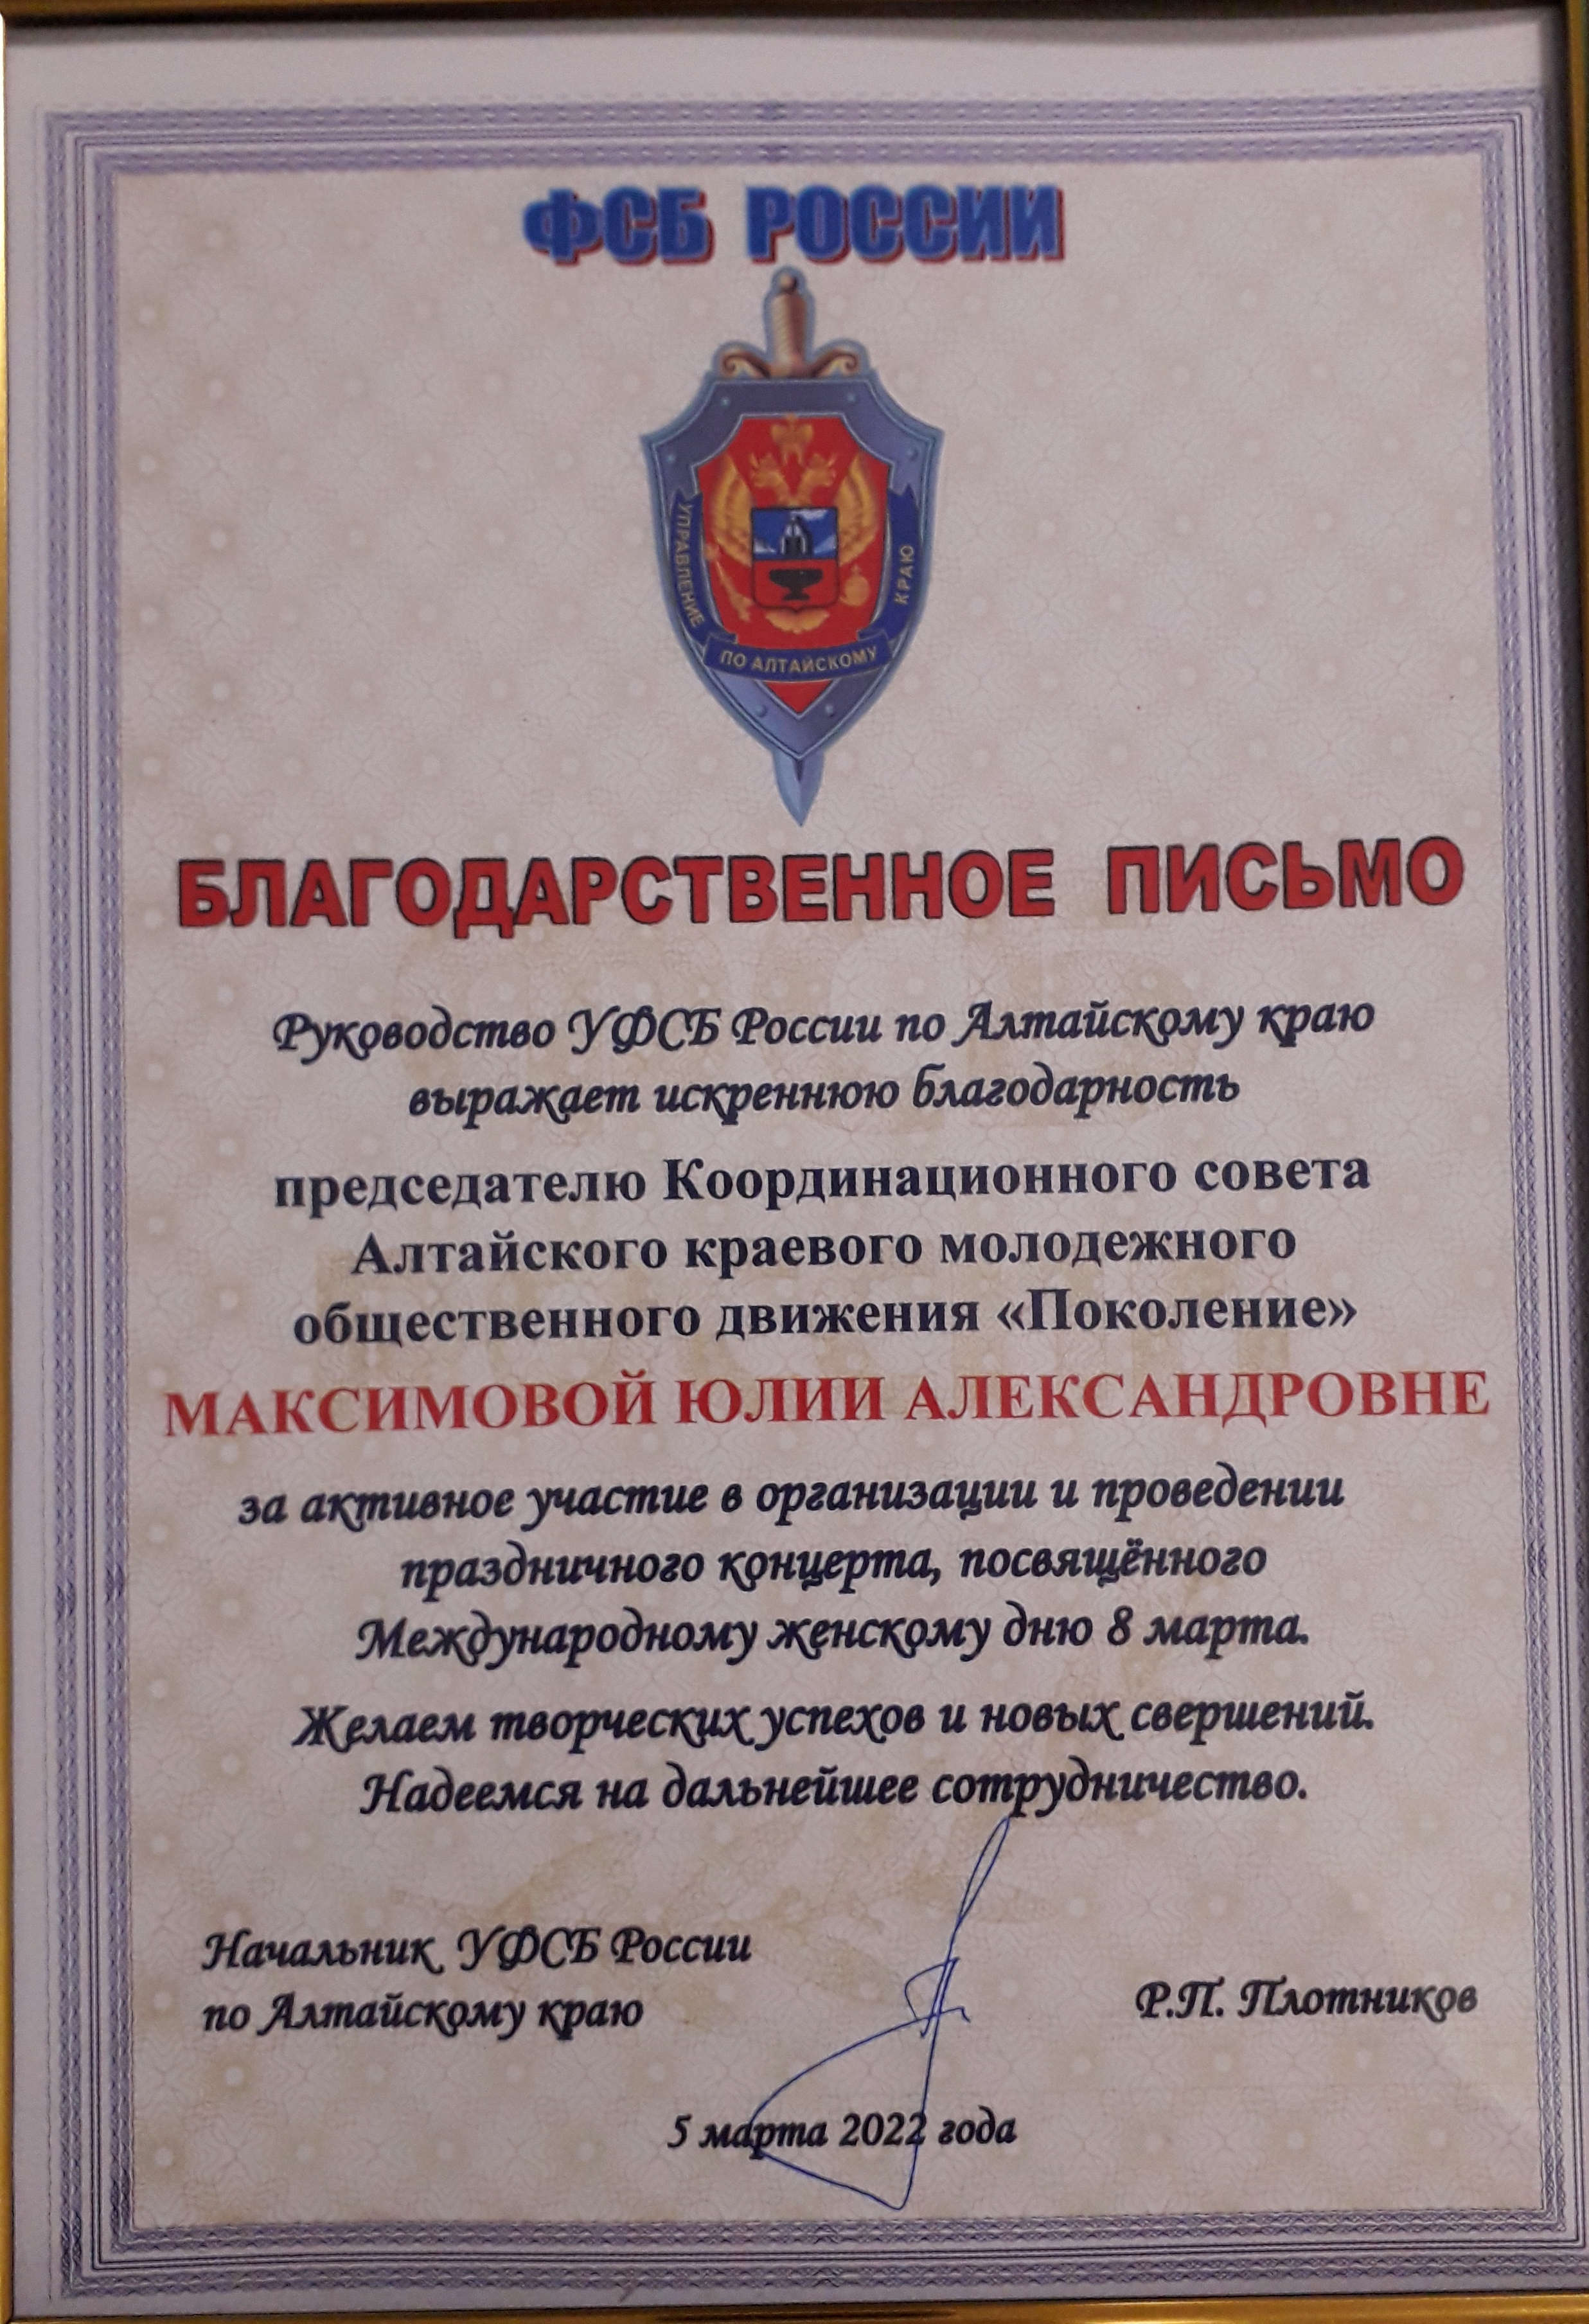 ФСБ РОССИИ
УПРАВЛЕНИЕ
ПО АЛТАЙСКОМУ
КРАЮ
БЛАГОДАРСТВЕННОЕ ПИСЬМО
Руководство УФСБ России по Алтайскому краю
выражает искреннюю благодарность
председателю Координационного совета
Алтайского краевого молодежного
общественного движения «Поколение»
МАКСИМОВОЙ ЮЛИИ АЛЕКСАНДРОВНЕ
за активное участие в организации и проведении
праздничного концерта, посвящённого
Международному женскому дню 8 марта.
Желаем творческих успехов и новых свершений.
Надеемся на дальнейшее сотрудничество.
Начальник УФСБ России
по Алтайскому краю
Р.П. Плотников
5 марта 2022 года